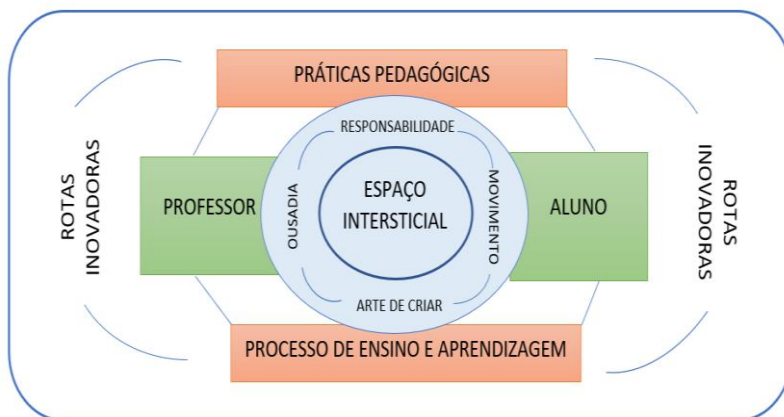 PRÁTICAS PEDAGÓGICAS
ROTAS
INOVADORAS
PROFESSOR
RESPONSABILIDADE
OUSADIA
ESPAÇO
INTERSTICIAL
MOVIMENTO
ARTE DE CRIAR
ALUNO
ROTAS
INOVADORAS
PROCESSO DE ENSINO E APRENDIZAGEM